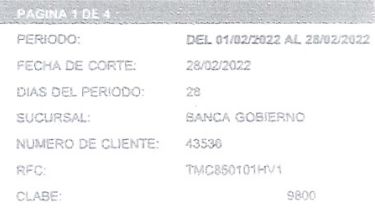 PAGINA 1 DE 4
PERIODO: DEL 01/02/2022 AL 28/02/2022
FECHA DE CORTE: 28/02/2022
DIAS DEL PERIODO: 28
SUCURSAL: BANCA GOBIERNO
NUMERO DE CLIENTE: 43536
RFC: TMC850101HV1
CLABE: 9800